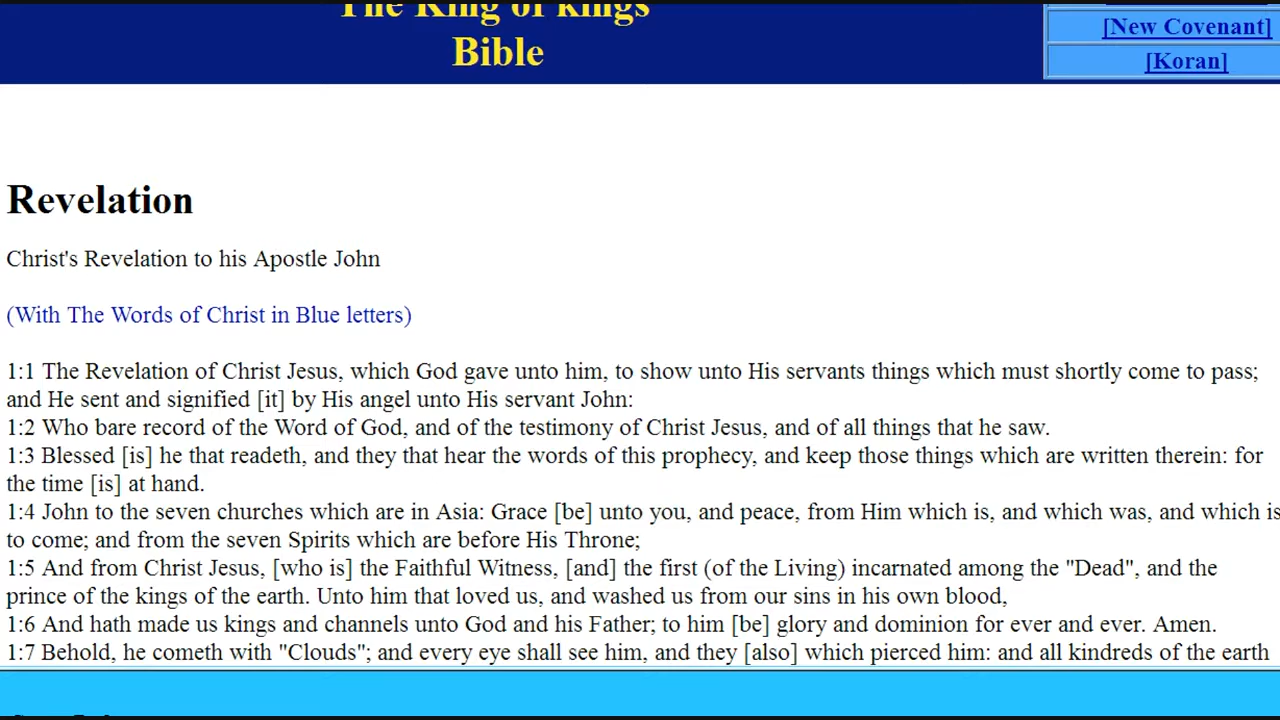 The King of kings
Bible
[New Covenant]
[Koran]
Revelation
Christ's Revelation to his Apostle John
(With The Words of Christ in Blue letters)
1:1 The Revelation of Christ Jesus, which God gave unto him, to show unto His servants things which must shortly come to pass;
and He sent and signified [it] by His angel unto His servant John:
1:2 Who bare record of the Word of God, and of the testimony of Christ Jesus, and of all things that he saw.
1:3 Blessed [is] he that readeth, and they that hear the words of this prophecy, and keep those things which are written therein: for
the time [is] at hand.
1:4 John to the seven churches which are in Asia: Grace [be] unto you, and peace, from Him which is, and which was, and which is
to come; and from the seven Spirits which are before His Throne;
1:5 And from Christ Jesus, [who is] the Faithful Witness, [and] the first (of the Living) incarnated among the "Dead", and the
prince of the kings of the earth. Unto him that loved us, and washed us from our sins in his own blood,
1:6 And hath made us kings and channels unto God and his Father; to him [be] glory and dominion for ever and ever. Amen.
1:7 Behold, he cometh with "Clouds"; and every eye shall see him, and they [also] which pierced him: and all kindreds of the earth